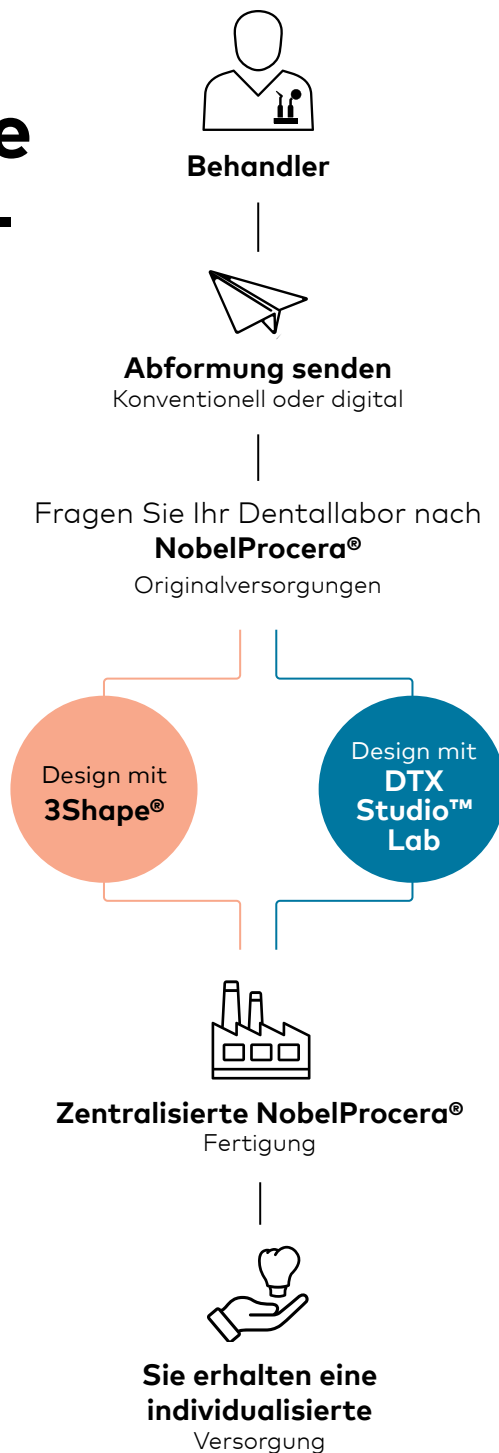 Behandler
Abformung senden
Konventionell oder digital
Fragen Sie Ihr Dentallabor nach
NobelProcera®
Originalversorgungen
Design mit
3Shape®
Design mit
DTX
Studio™
Lab
Zentralisierte NobelProcera®
Fertigung
Sie erhalten eine
individualisierte
Versorgung